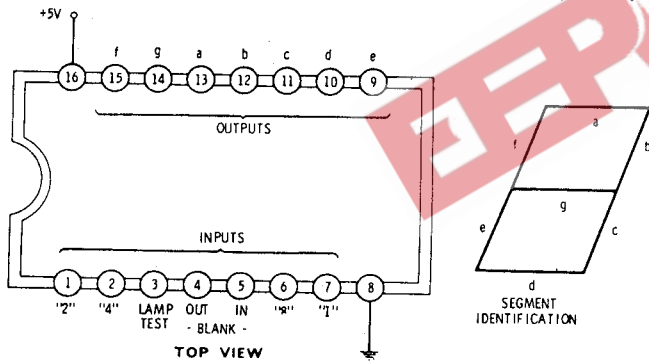 +5V
f g a b c d e
16 15 14 13 12 11 10 9
OUTPUTS
a
f b
g
e c
d
SEGMENT
IDENTIFICATION
INPUTS
1 2 3 4 5 6 7 8
"2" "4" LAMP TEST OUT IN "8" "1"
- BLANK -
TOP VIEW